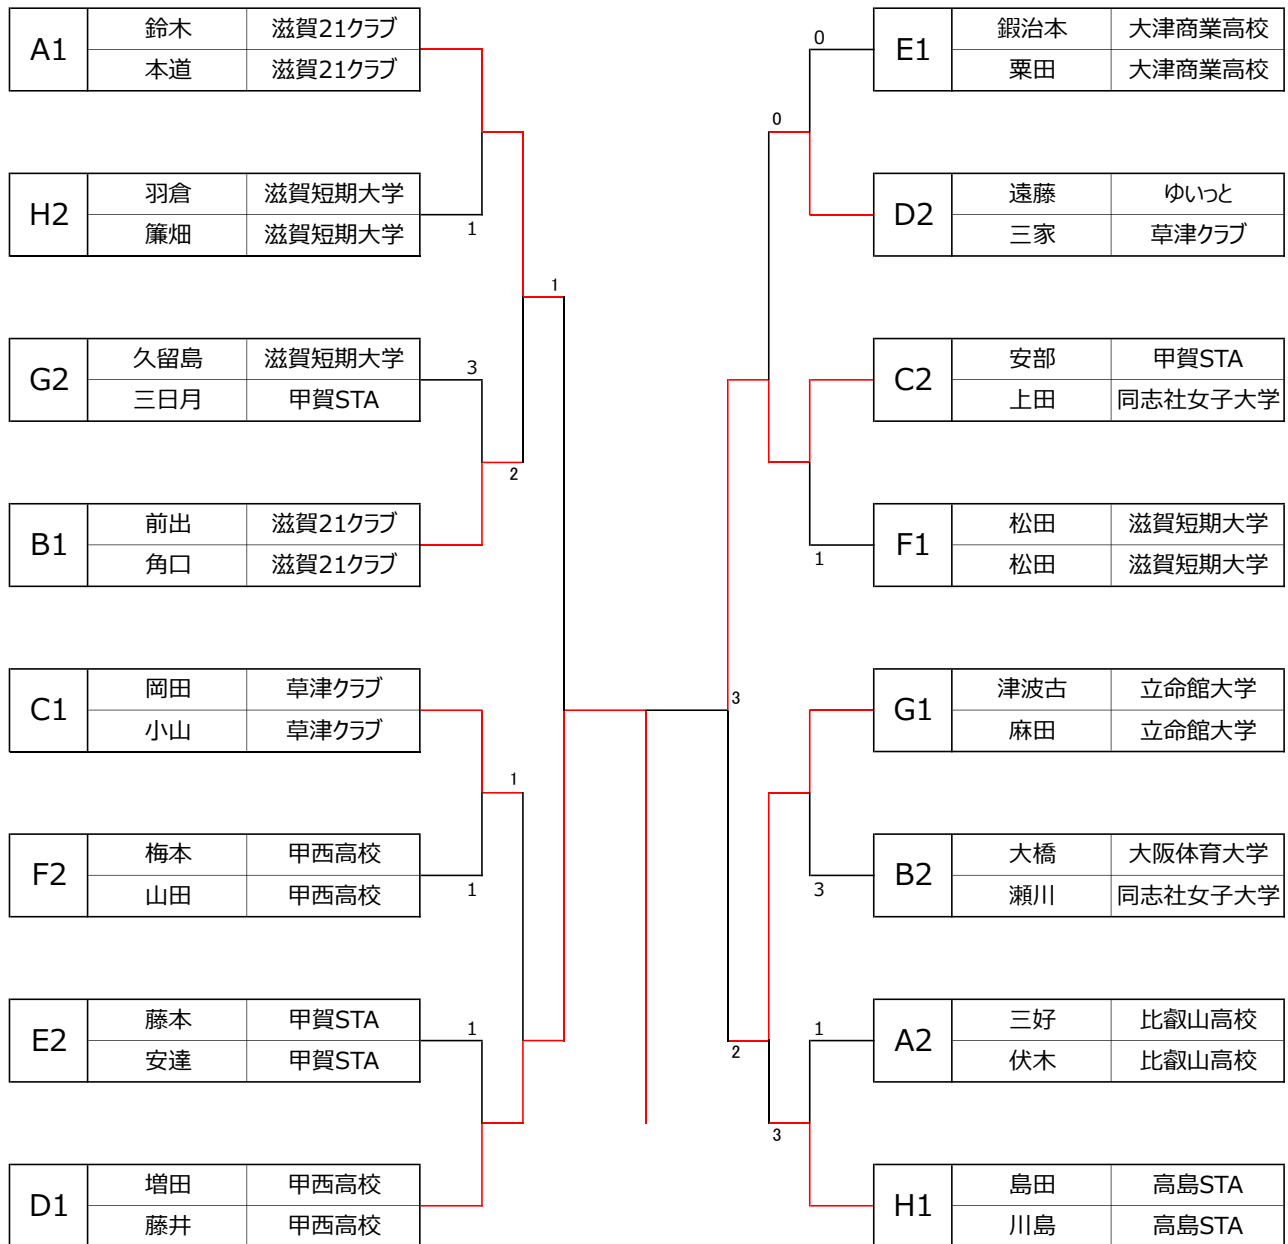 A1
鈴木 滋賀21クラブ
本道 滋賀21クラブ
H2
羽倉 滋賀短期大学
簾畑 滋賀短期大学
1
1
G2
久留島 滋賀短期大学
三日月 甲賀STA
3
2
B1
前出 滋賀21クラブ
角口 滋賀21クラブ
C1
岡田 草津クラブ
小山 草津クラブ
1
F2
梅本 甲西高校
山田 甲西高校
1
E2
藤本 甲賀STA
安達 甲賀STA
1
D1
増田 甲西高校
藤井 甲西高校
0
E1
鍜治本 大津商業高校
粟田 大津商業高校
0
D2
遠藤 ゆいっと
三家 草津クラブ
C2
安部 甲賀STA
上田 同志社女子大学
F1
松田 滋賀短期大学
松田 滋賀短期大学
1
3
G1
津波古 立命館大学
麻田 立命館大学
B2
大橋 大阪体育大学
瀬川 同志社女子大学
3
A2
三好 比叡山高校
伏木 比叡山高校
1
2
3
H1
島田 高島STA
川島 高島STA